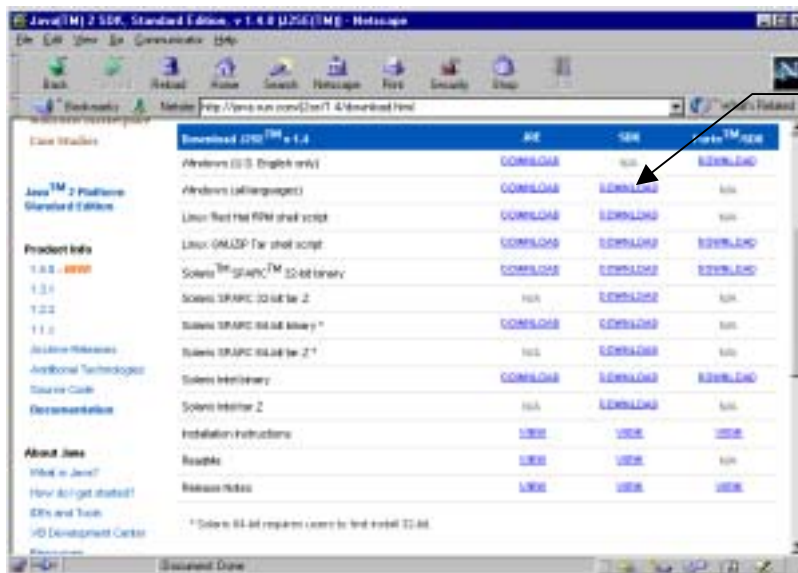 Java(TM) 2 SDK, Standard Edition, v 1.4.0 (J2SE(TM)) - Netscape
File Edit View Go Communicator Help
Back Reload Home Search Netscape Print Security Stop
Bookmarks Netsite: http://java.sun.com/j2se/1.4/download.html What's Related
Case Studies
Java™ 2 Platform
Standard Edition
Product Info
1.4.0 - NEW!
1.3.1
1.2.2
1.1.
Archive Releases
Additional Technologies
Source Code
Documentation
About Java
What is Java?
How do I get started?
IDEs and Tools
VB Development Center
Resources
Download J2SE™ v 1.4 JRE SDK Forte™/SDK
Windows (U.S. English only) DOWNLOAD N/A DOWNLOAD
Windows (all languages) DOWNLOAD DOWNLOAD N/A
Linux Red Hat RPM shell script DOWNLOAD DOWNLOAD N/A
Linux GNUZIP Tar shell script DOWNLOAD DOWNLOAD DOWNLOAD
Solaris™ SPARC™ 32-bit binary DOWNLOAD DOWNLOAD DOWNLOAD
Solaris SPARC 32-bit tar Z N/A DOWNLOAD N/A
Solaris SPARC 64-bit binary * DOWNLOAD DOWNLOAD N/A
Solaris SPARC 64-bit tar Z * N/A DOWNLOAD N/A
Solaris Intel binary DOWNLOAD DOWNLOAD DOWNLOAD
Solaris Intel tar Z N/A DOWNLOAD N/A
Installation Instructions VIEW VIEW VIEW
ReadMe VIEW VIEW N/A
Release Notes VIEW VIEW VIEW
* Solaris 64-bit requires users to first install 32-bit.
Document: Done